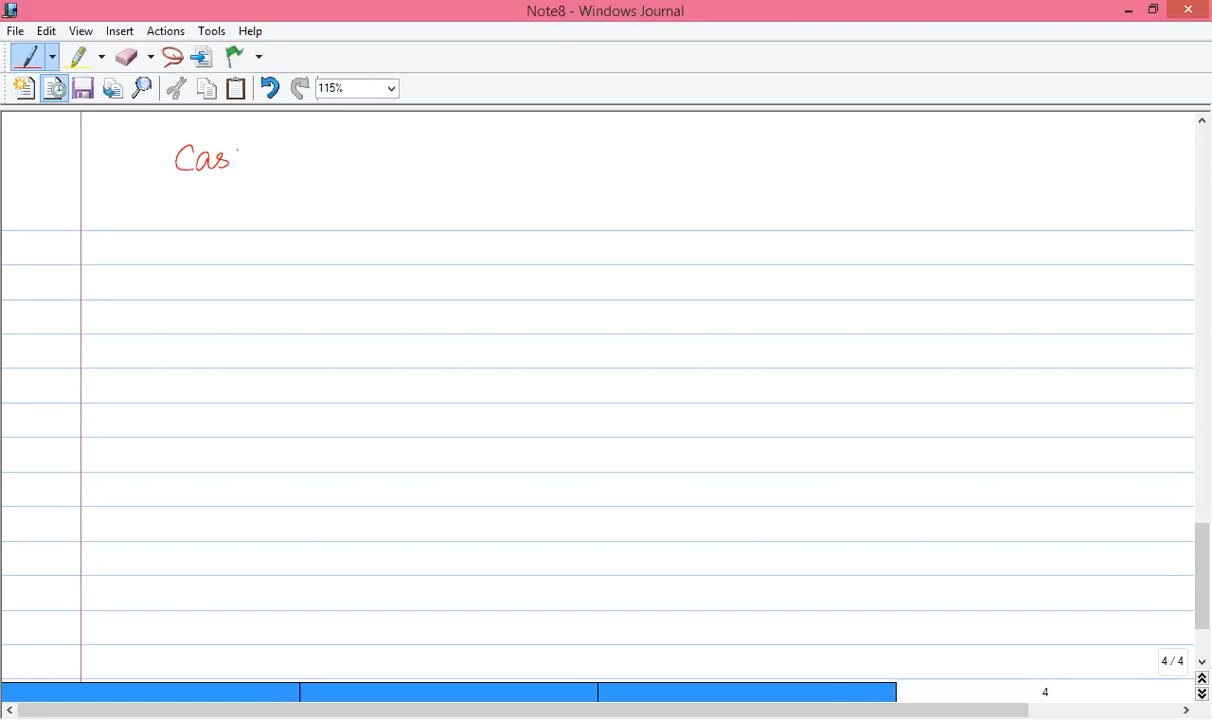 Note8 - Windows Journal
File Edit View Insert Actions Tools Help
115%
Cas
4 / 4
4